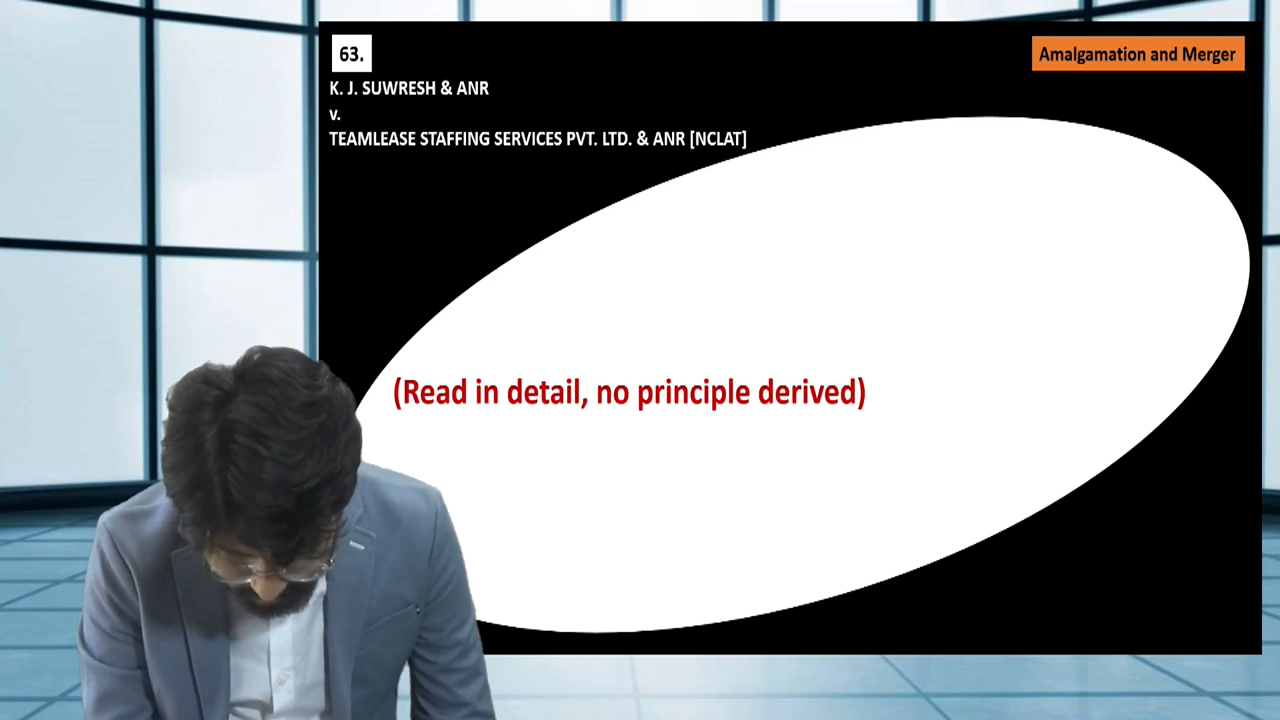 63.
Amalgamation and Merger
K. J. SUWRESH & ANR
v.
TEAMLEASE STAFFING SERVICES PVT. LTD. & ANR [NCLAT]
(Read in detail, no principle derived)